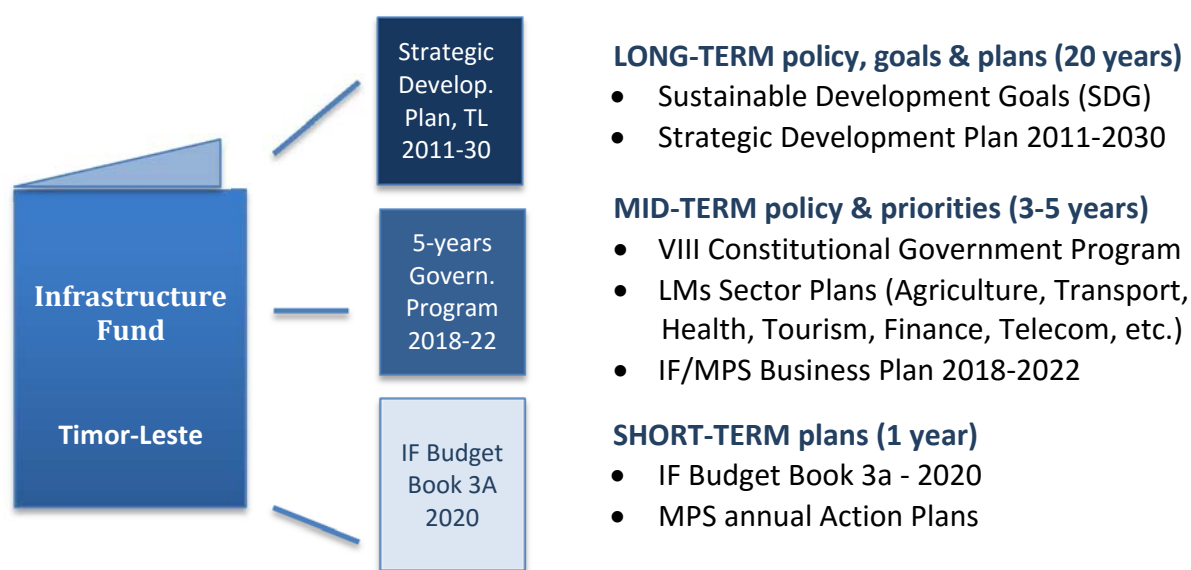 Infrastructure
Fund
Timor-Leste
Strategic
Develop.
Plan, TL
2011-30
5-years
Govern.
Program
2018-22
IF Budget
Book 3A
2020
LONG-TERM policy, goals & plans (20 years)
• Sustainable Development Goals (SDG)
• Strategic Development Plan 2011-2030
MID-TERM policy & priorities (3-5 years)
• VIII Constitutional Government Program
• LMs Sector Plans (Agriculture, Transport,
Health, Tourism, Finance, Telecom, etc.)
• IF/MPS Business Plan 2018-2022
SHORT-TERM plans (1 year)
• IF Budget Book 3a - 2020
• MPS annual Action Plans